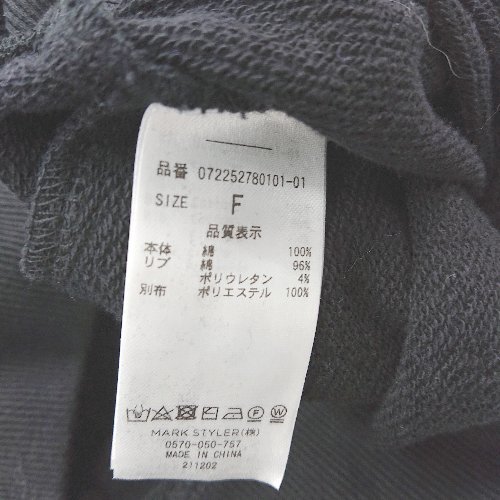 品番 072252780101-01
SIZE F
品質表示
本体 綿 100%
リブ 綿 96%
ポリウレタン 4%
別布 ポリエステル 100%
MARK STYLER(株)
0570-050-757
MADE IN CHINA
211202